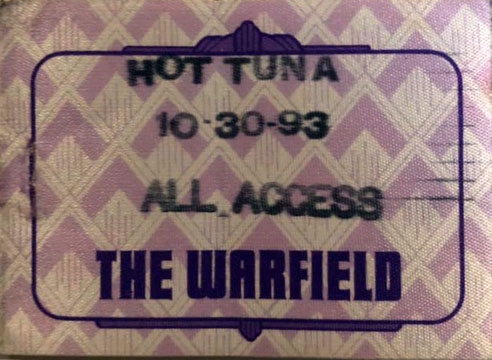 HOT TUNA
10·30-93
ALL ACCESS
THE WARFIELD